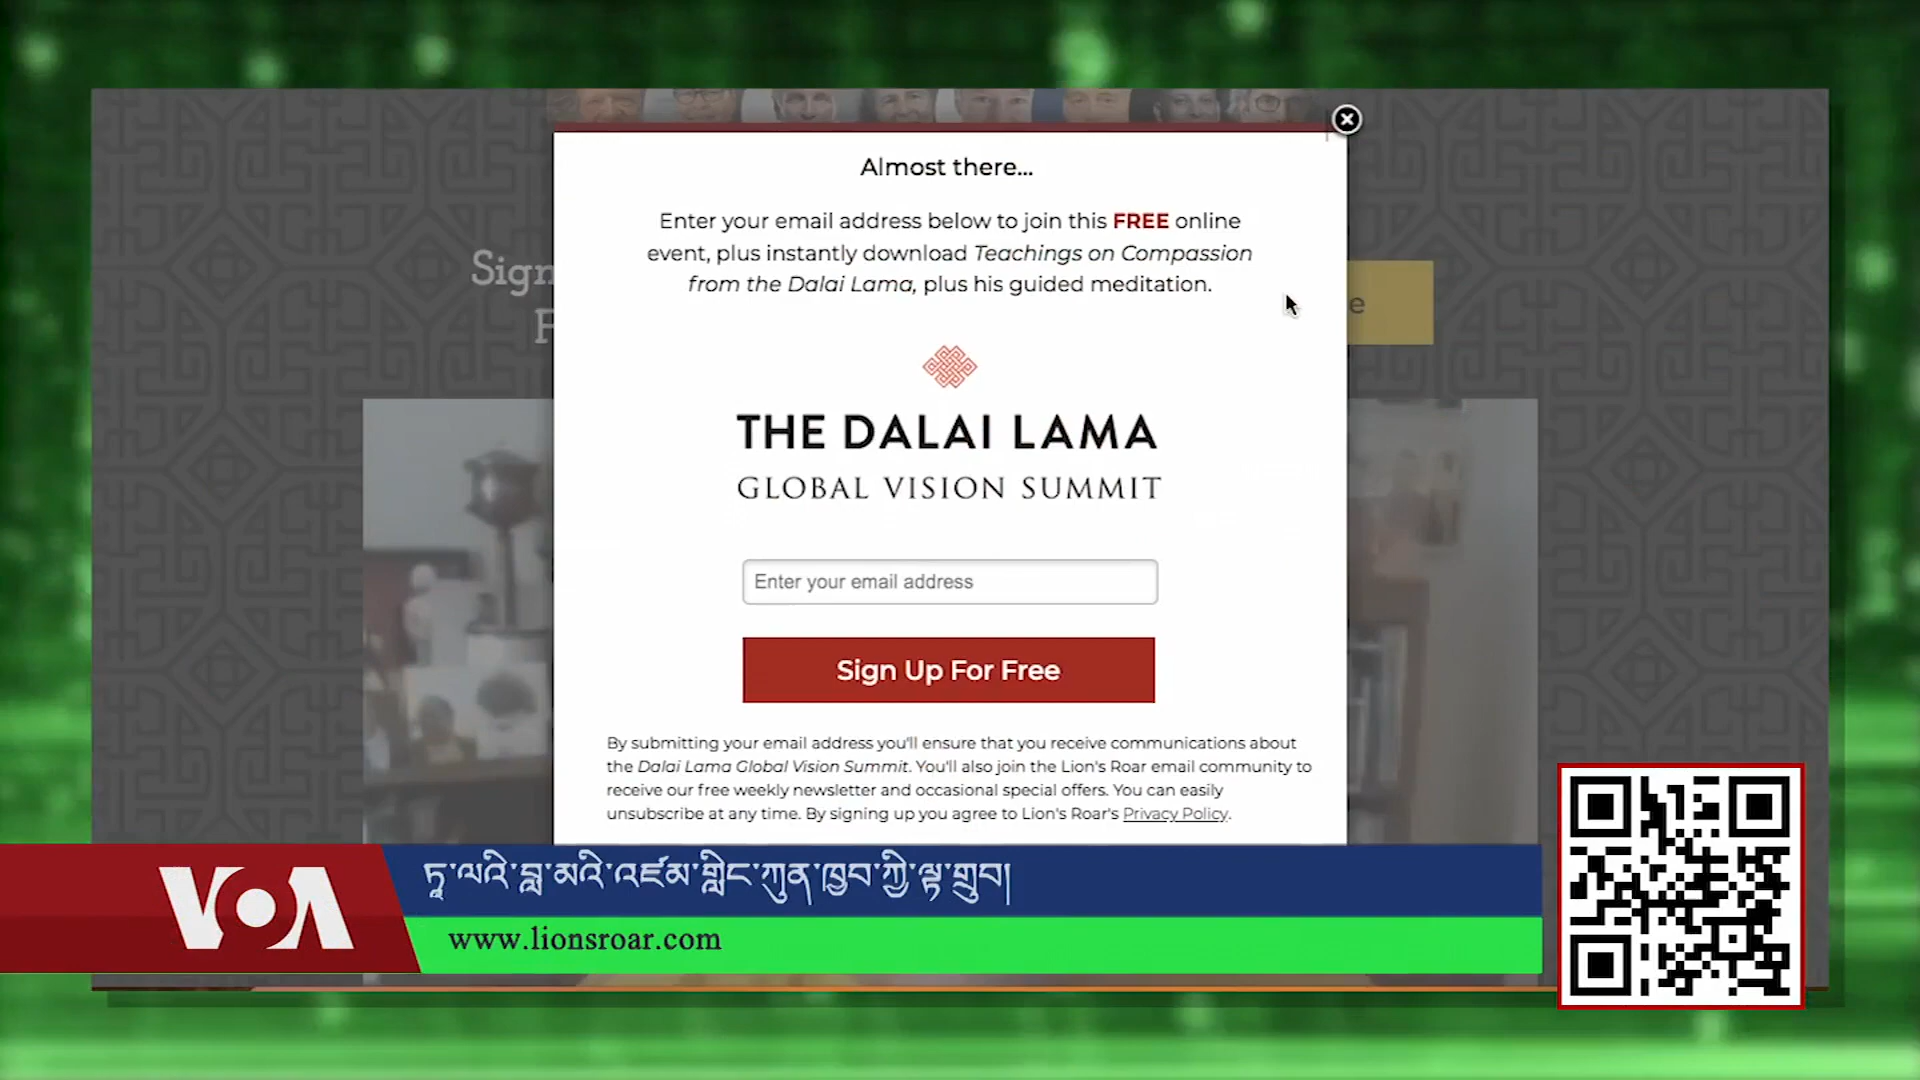 Almost there...
Enter your email address below to join this FREE online
event, plus instantly download Teachings on Compassion
from the Dalai Lama, plus his guided meditation.
Sign
F
e
THE DALAI LAMA
GLOBAL VISION SUMMIT
Enter your email address
Sign Up For Free
By submitting your email address you'll ensure that you receive communications about
the Dalai Lama Global Vision Summit. You'll also join the Lion's Roar email community to
receive our free weekly newsletter and occasional special offers. You can easily
unsubscribe at any time. By signing up you agree to Lion's Roar's Privacy Policy.
VOA
ཏཱ་ལའི་བླ་མའི་འཛམ་གླིང་ཀུན་ཁྱབ་ཀྱི་ལྟ་གྲུབ།
www.lionsroar.com